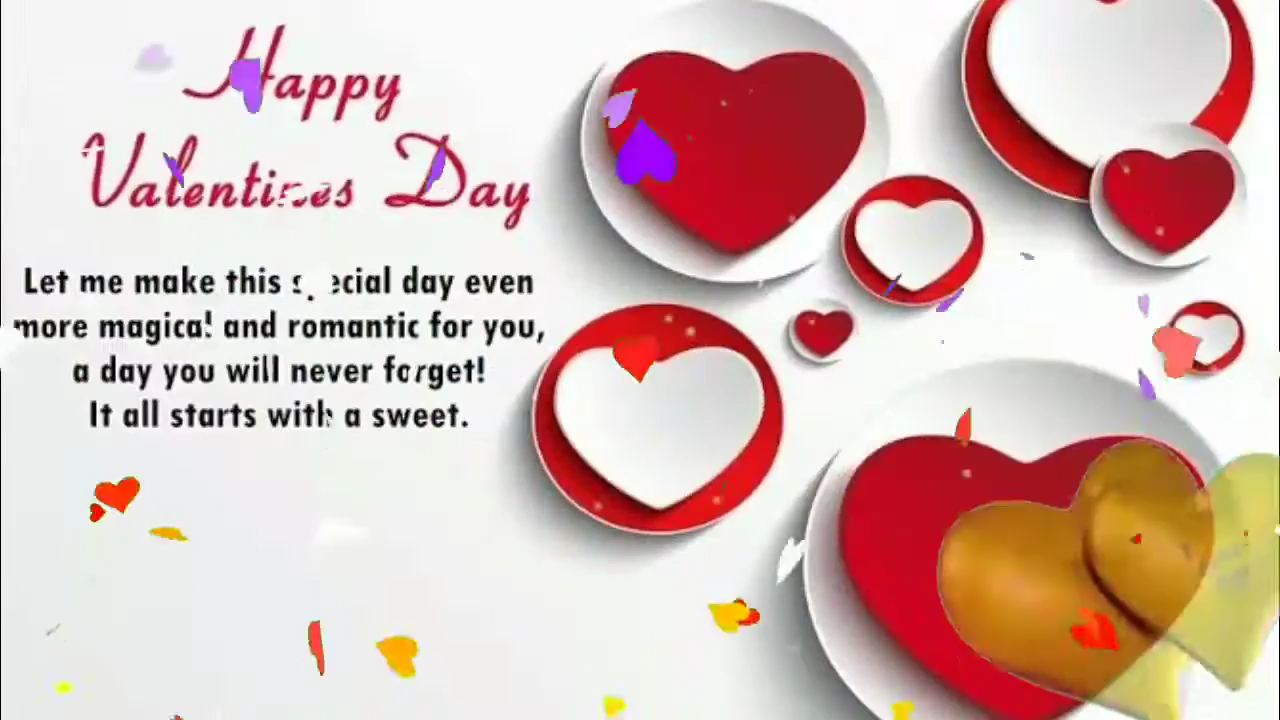 Happy
Valentines Day
Let me make this special day even
more magical and romantic for you,
a day you will never forget!
It all starts with a sweet.